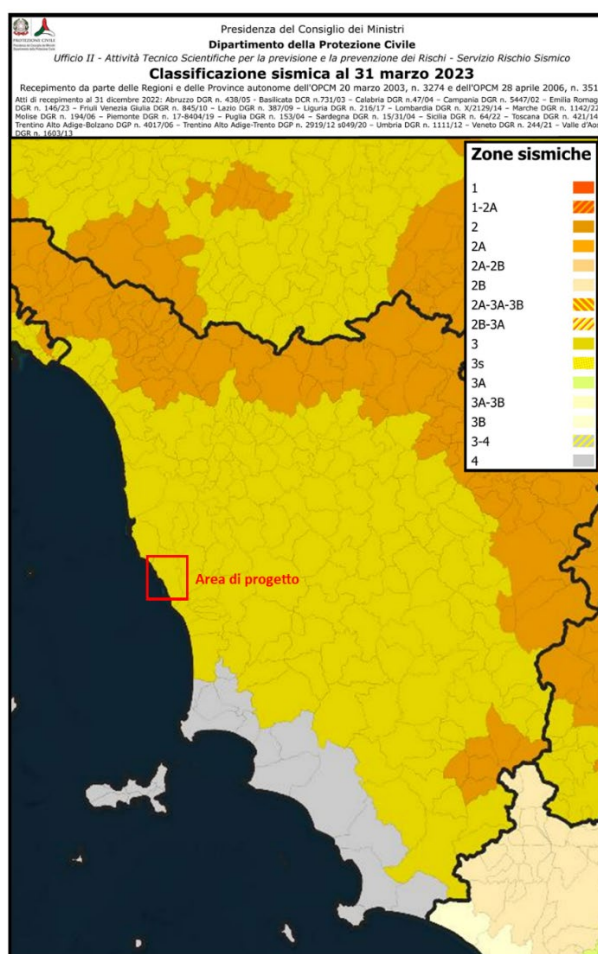 Presidenza del Consiglio dei Ministri
Dipartimento della Protezione Civile
Ufficio II - Attività Tecnico Scientifiche per la previsione e la prevenzione dei Rischi - Servizio Rischio Sismico
Classificazione sismica al 31 marzo 2023
Recepimento da parte delle Regioni e delle Province autonome dell'OPCM 20 marzo 2003, n. 3274 e dell'OPCM 28 aprile 2006, n. 351
Atti di recepimento al 31 dicembre 2022: Abruzzo DGR n. 438/05 - Basilicata DCR n.731/03 - Calabria DGR n.47/04 - Campania DGR n. 5447/02 - Emilia Romag
DGR n. 146/23 - Friuli Venezia Giulia DGR n. 845/10 - Lazio DGR n. 387/09 - Liguria DGR n. 216/17 - Lombardia DGR n. X/2129/14 - Marche DGR n. 1142/22
Molise DGR n. 194/06 - Piemonte DGR n. 17-8404/19 - Puglia DGR n. 153/04 - Sardegna DGR n. 15/31/04 - Sicilia DGR n. 64/22 - Toscana DGR n. 421/14
Trentino Alto Adige-Bolzano DGP n. 4017/06 - Trentino Alto Adige-Trento DGP n. 2919/12 s049/20 - Umbria DGR n. 1111/12 - Veneto DGR n. 244/21 - Valle d'Ao
DGR n. 1603/13
Zone sismiche
1
1-2A
2
2A
2A-2B
2B
2A-3A-3B
2B-3A
3
3s
3A
3A-3B
3B
3-4
4
Area di progetto